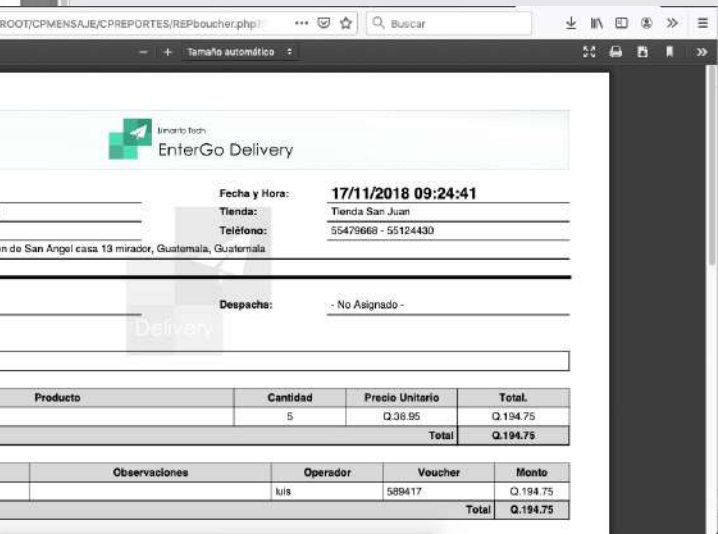 ROOT/CPMENSAJE/CPREPORTES/REPboucher.php?
Buscar
Tamaño automático
EnterGo Delivery
Fecha y Hora: 17/11/2018 09:24:41
Tienda: Tienda San Juan
Teléfono: 55479668 - 55124430
n de San Angel casa 13 mirador, Guatemala, Guatemala
Despacha: - No Asignado -
Delivery
Producto Cantidad Precio Unitario Total.
5 Q.38.95 Q.194.75
Total Q.194.75
Observaciones Operador Voucher Monto
luis 589417 Q.194.75
Total Q.194.75